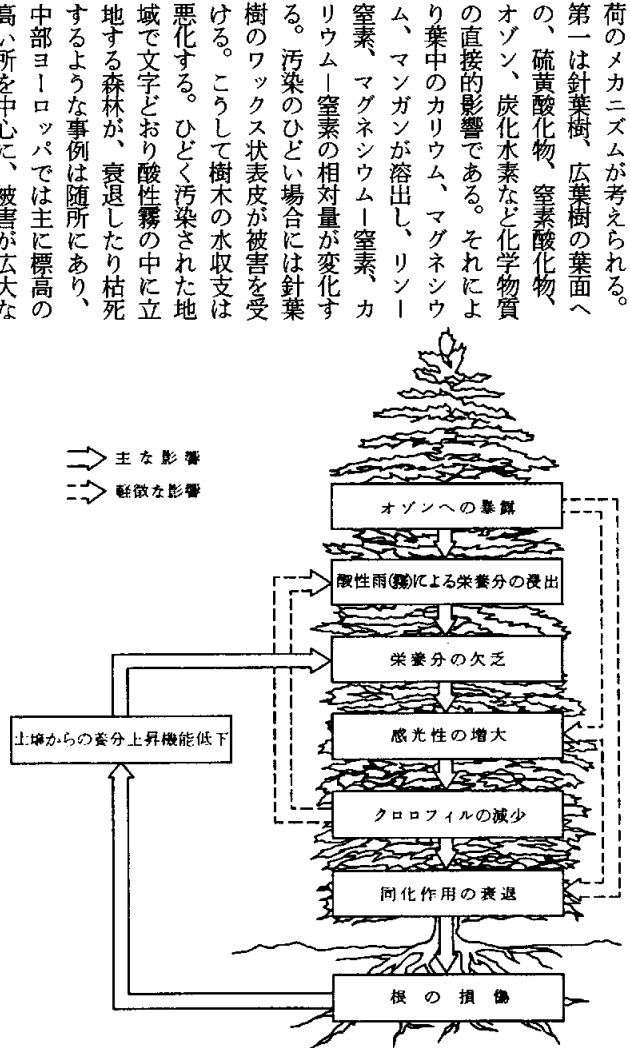 荷のメカニズムが考えられる。
第一は針葉樹、広葉樹の葉面へ
の、硫黄酸化物、窒素酸化物、
オゾン、炭化水素など化学物質
の直接的影響である。それによ
り葉中のカリウム、マグネシウ
ム、マンガンが溶出し、リン―
窒素、マグネシウム―窒素、カ
リウム―窒素の相対量が変化す
る。汚染のひどい場合には針葉
樹のワックス状表皮が被害を受
ける。こうして樹木の水収支は
悪化する。ひどく汚染された地
域で文字どおり酸性霧の中に立
地する森林が、衰退したり枯死
するような事例は随所にあり、
中部ヨーロッパでは主に標高の
高い所を中心に、被害が広大な
主な影響
軽微な影響
オゾンへの暴露
酸性雨(霧)による栄養分の浸出
栄養分の欠乏
感光性の増大
クロロフィルの減少
同化作用の衰退
根の損傷
土壌からの養分上昇機能低下